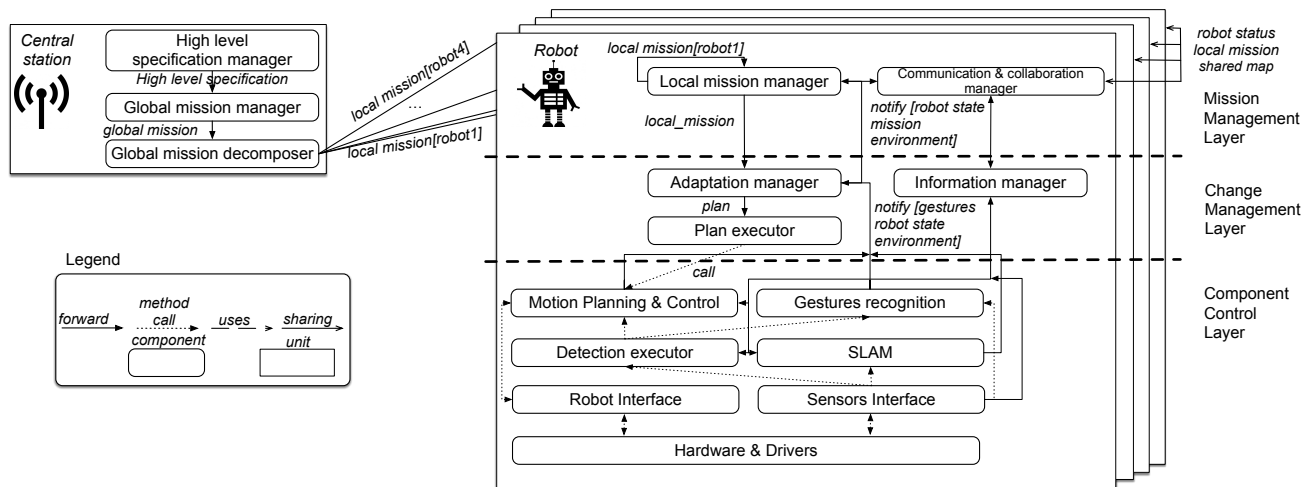 Central
station
High level
specification manager
High level specification
Global mission manager
global mission
Global mission decomposer
local mission[robot4]
...
local mission[robot1]
Robot
local mission[robot1]
Local mission manager
Communication & collaboration
manager
robot status
local mission
shared map
local_mission
notify [robot state
mission
environment]
Mission
Management
Layer
Adaptation manager
Information manager
plan
Plan executor
notify [gestures
robot state
environment]
Change
Management
Layer
call
Motion Planning & Control
Gestures recognition
Detection executor
SLAM
Robot Interface
Sensors Interface
Hardware & Drivers
Component
Control
Layer
Legend
forward
method
call
uses
sharing
component
unit